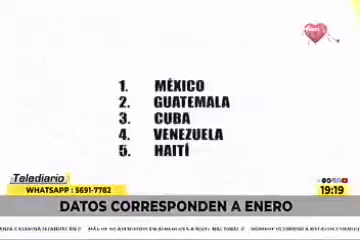 1. MÉXICO
2. GUATEMALA
3. CUBA
4. VENEZUELA
5. HAITÍ
Telediario
WHATSAPP : 5691-7782
19:19
DATOS CORRESPONDEN A ENERO